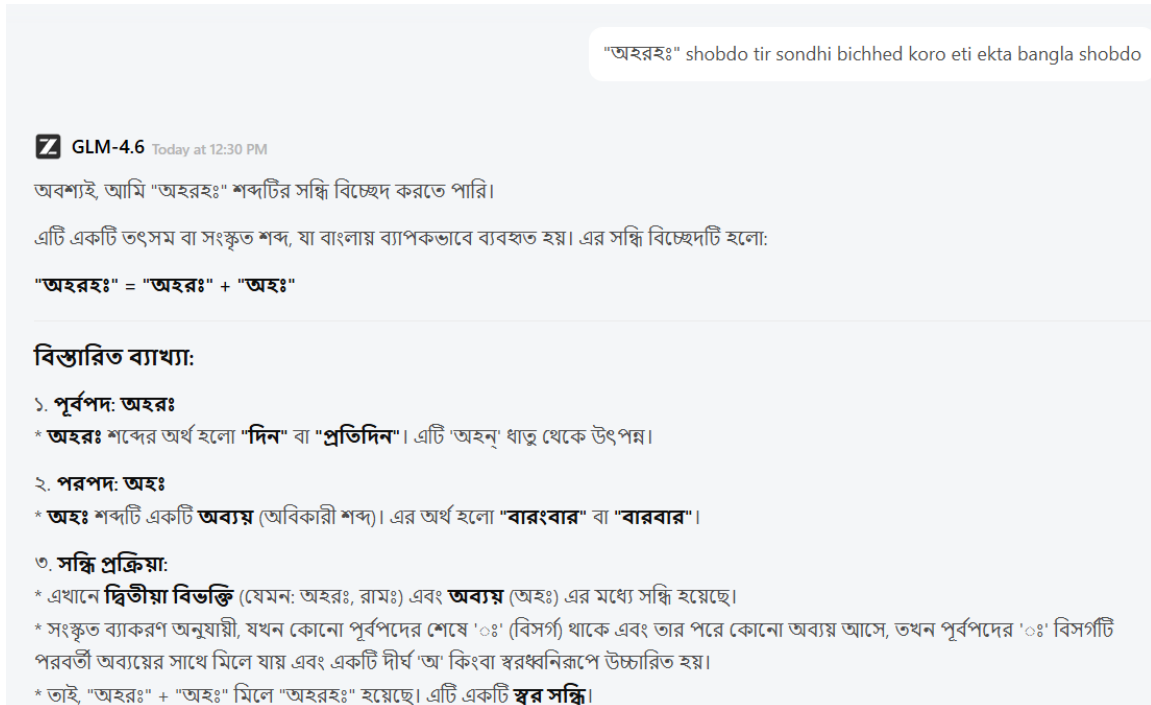 "অহরহঃ" shobdo tir sondhi bichhed koro eti ekta bangla shobdo
GLM-4.6 Today at 12:30 PM
অবশ্যই, আমি "অহরহঃ" শব্দটির সন্ধি বিচ্ছেদ করতে পারি।
এটি একটি তৎসম বা সংস্কৃত শব্দ, যা বাংলায় ব্যাপকভাবে ব্যবহৃত হয়। এর সন্ধি বিচ্ছেদটি হলো:
"অহরহঃ" = "অহরঃ" + "অহঃ"
বিস্তারিত ব্যাখ্যা:
১. পূর্বপদ: অহরঃ
* অহরঃ শব্দের অর্থ হলো "দিন" বা "প্রতিদিন"। এটি 'অহন্' ধাতু থেকে উৎপন্ন।
২. পরপদ: অহঃ
* অহঃ শব্দটি একটি অব্যয় (অবিকারী শব্দ)। এর অর্থ হলো "বারংবার" বা "বারবার"।
৩. সন্ধি প্রক্রিয়া:
* এখানে দ্বিতীয়া বিভক্তি (যেমন: অহরঃ, রামঃ) এবং অব্যয় (অহঃ) এর মধ্যে সন্ধি হয়েছে।
* সংস্কৃত ব্যাকরণ অনুযায়ী, যখন কোনো পূর্বপদের শেষে 'ঃ' (বিসর্গ) থাকে এবং তার পরে কোনো অব্যয় আসে, তখন পূর্বপদের 'ঃ' বিসর্গটি
পরবর্তী অব্যয়ের সাথে মিলে যায় এবং একটি দীর্ঘ 'অ' কিংবা স্বরধ্বনিরূপে উচ্চারিত হয়।
* তাই, "অহরঃ" + "অহঃ" মিলে "অহরহঃ" হয়েছে। এটি একটি স্বর সন্ধি।